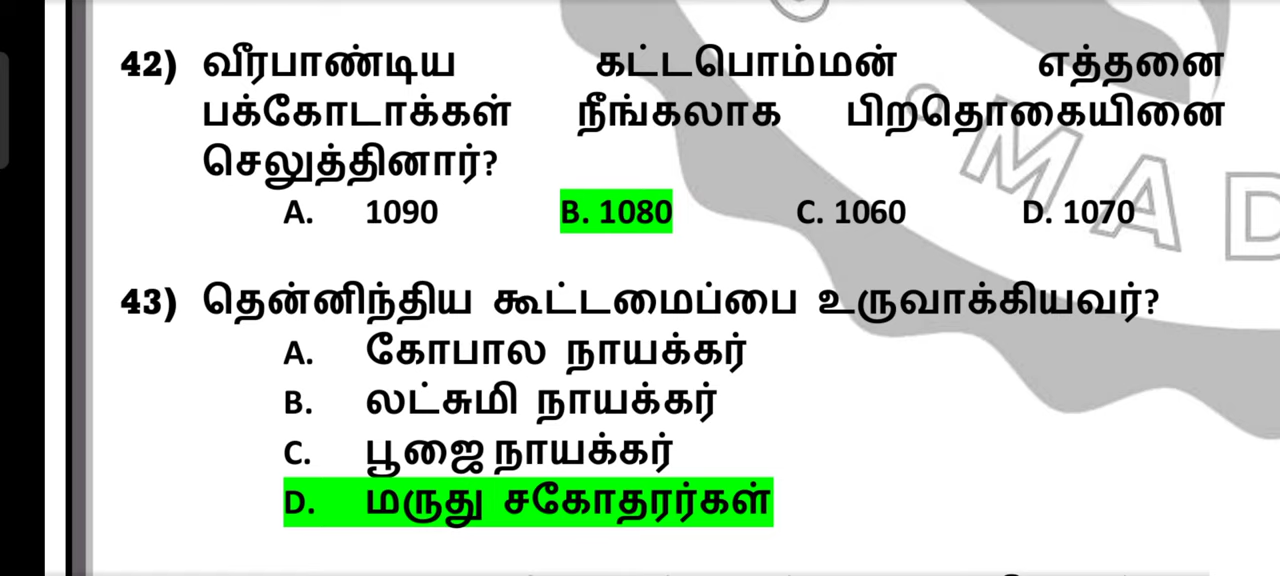 42) வீரபாண்டிய கட்டபொம்மன் எத்தனை
பக்கோடாக்கள் நீங்கலாக பிறதொகையினை
செலுத்தினார்?
A. 1090 B. 1080 C. 1060 D. 1070
43) தென்னிந்திய கூட்டமைப்பை உருவாக்கியவர்?
A. கோபால நாயக்கர்
B. லட்சுமி நாயக்கர்
C. பூஜை நாயக்கர்
D. மருது சகோதரர்கள்
MAD